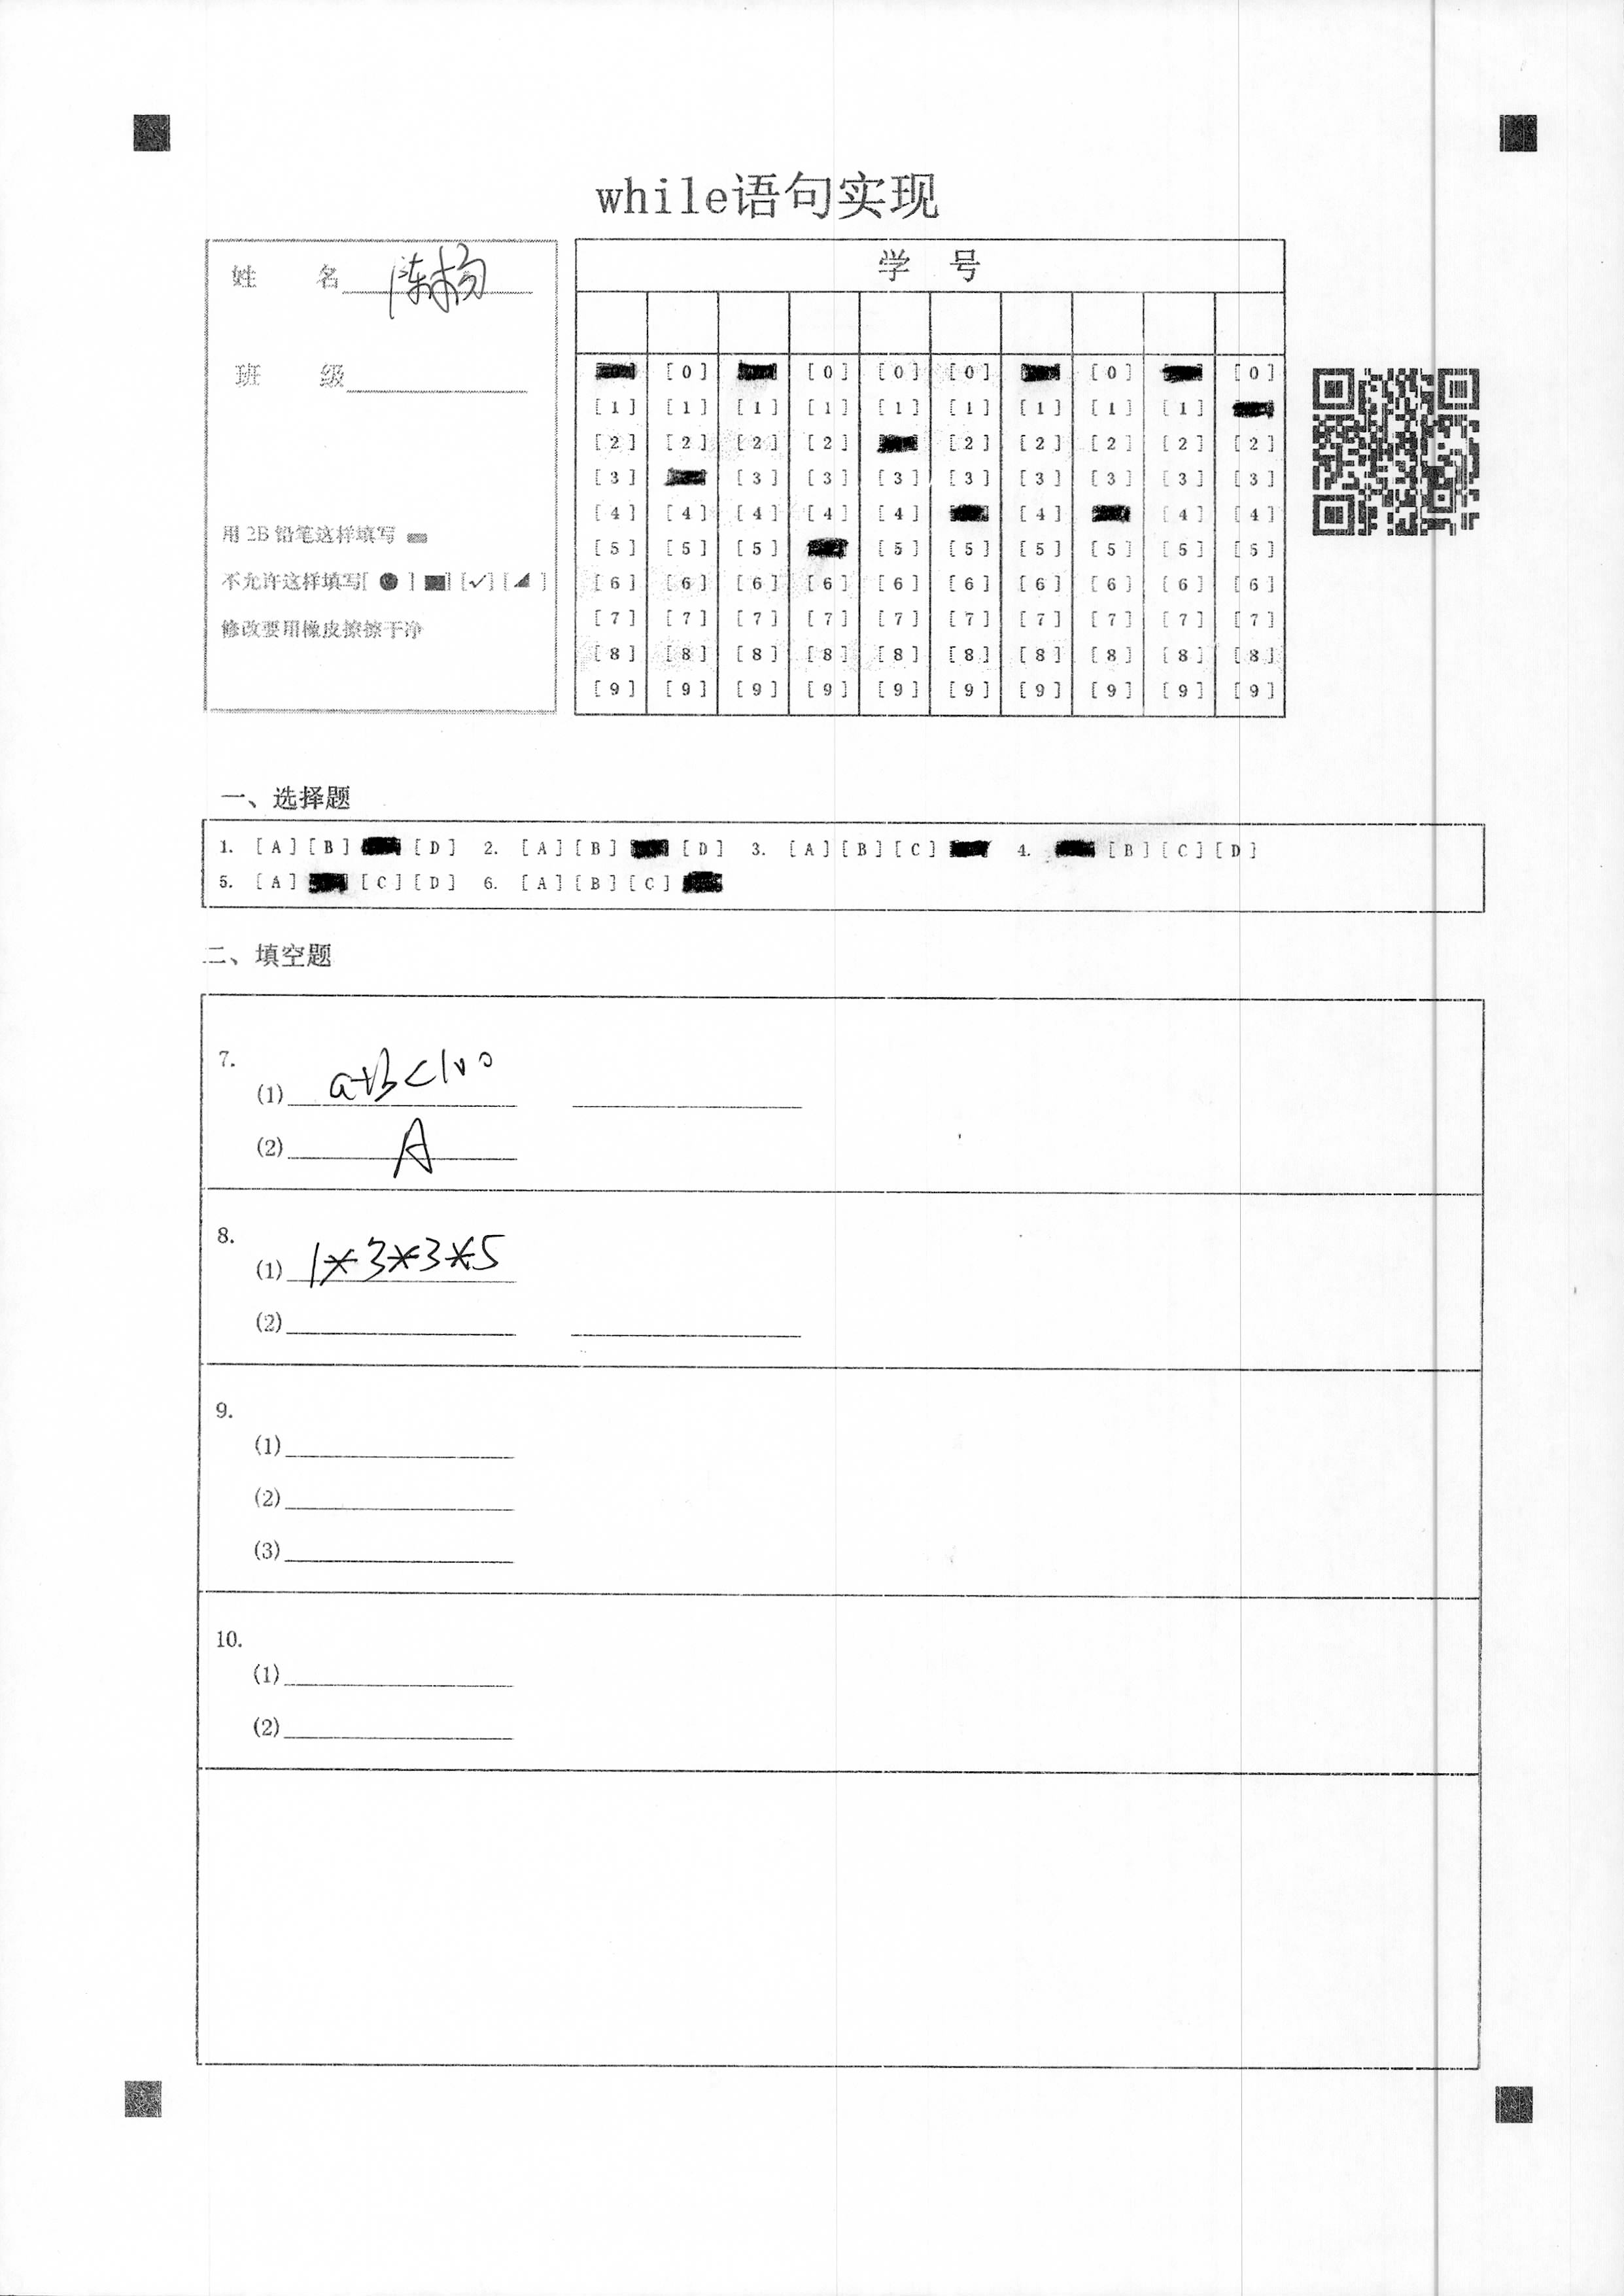 while语句实现
姓 名 陈杨
班 级
用 2B 铅笔这样填写
不允许这样填写[ ● ] ■] [✓] [◢ ]
修改要用橡皮擦擦干净
学 号
[0] [0] [0] [0] [0] [0]
[1] [1] [1] [1] [1] [1] [1] [1] [1]
[2] [2] [2] [2] [2] [2] [2] [2] [2]
[3] [3] [3] [3] [3] [3] [3] [3] [3]
[4] [4] [4] [4] [4] [4] [4] [4]
[5] [5] [5] [5] [5] [5] [5] [5] [5]
[6] [6] [6] [6] [6] [6] [6] [6] [6] [6]
[7] [7] [7] [7] [7] [7] [7] [7] [7] [7]
[8] [8] [8] [8] [8] [8] [8] [8] [8] [8]
[9] [9] [9] [9] [9] [9] [9] [9] [9] [9]
一、选择题
1. [A] [B] [D] 2. [A] [B] [D] 3. [A] [B] [C] 4. [B] [C] [D]
5. [A] [C] [D] 6. [A] [B] [C]
二、填空题
7.
(1) a+B<100
(2) A
8.
(1) 1*3*3*5
(2)
9.
(1)
(2)
(3)
10.
(1)
(2)